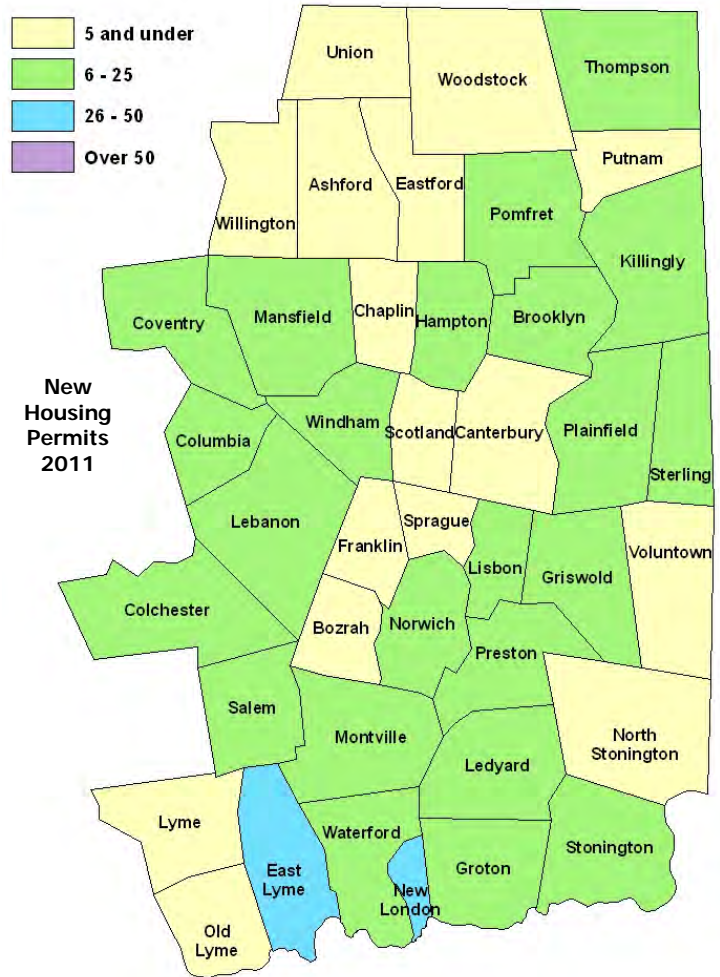 5 and under
6 - 25
26 - 50
Over 50
Union
Woodstock
Thompson
Putnam
Ashford
Eastford
Willington
Pomfret
Killingly
Coventry
Mansfield
Chaplin
Hampton
Brooklyn
New
Housing
Permits
2011
Columbia
Windham
Scotland
Canterbury
Plainfield
Sterling
Lebanon
Franklin
Sprague
Lisbon
Griswold
Voluntown
Colchester
Bozrah
Norwich
Preston
Salem
Montville
North
Stonington
Ledyard
Lyme
Waterford
East
Lyme
New
London
Groton
Stonington
Old
Lyme